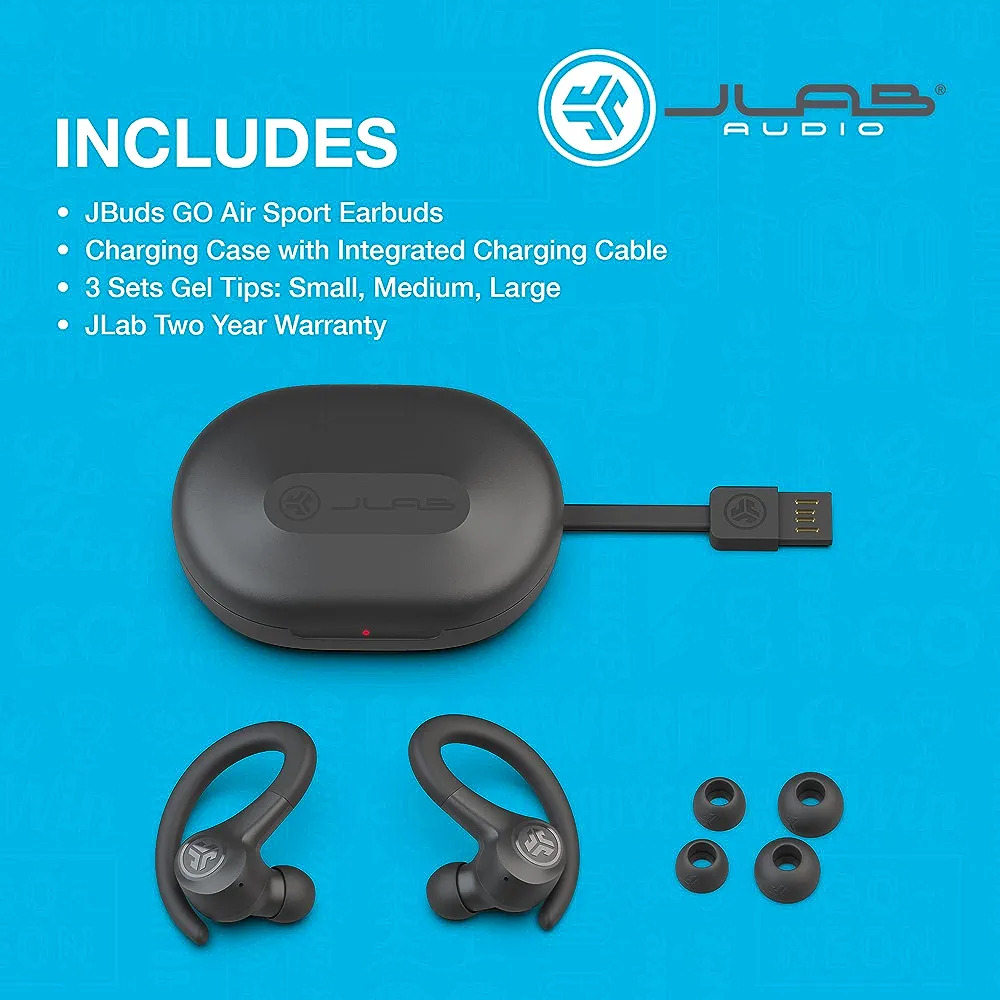 JLAB®
AUDIO
INCLUDES
• JBuds GO Air Sport Earbuds
• Charging Case with Integrated Charging Cable
• 3 Sets Gel Tips: Small, Medium, Large
• JLab Two Year Warranty
JLAB